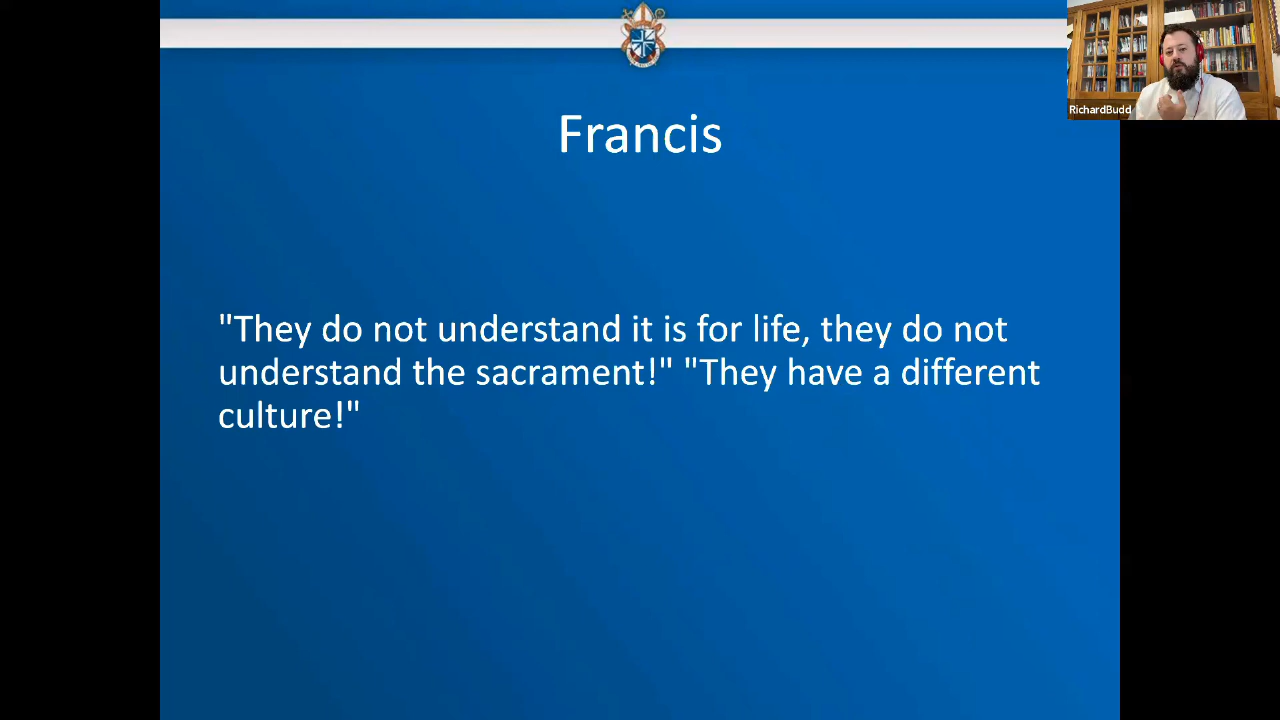 Francis
"They do not understand it is for life, they do not
understand the sacrament!" "They have a different
culture!"
RichardBudd